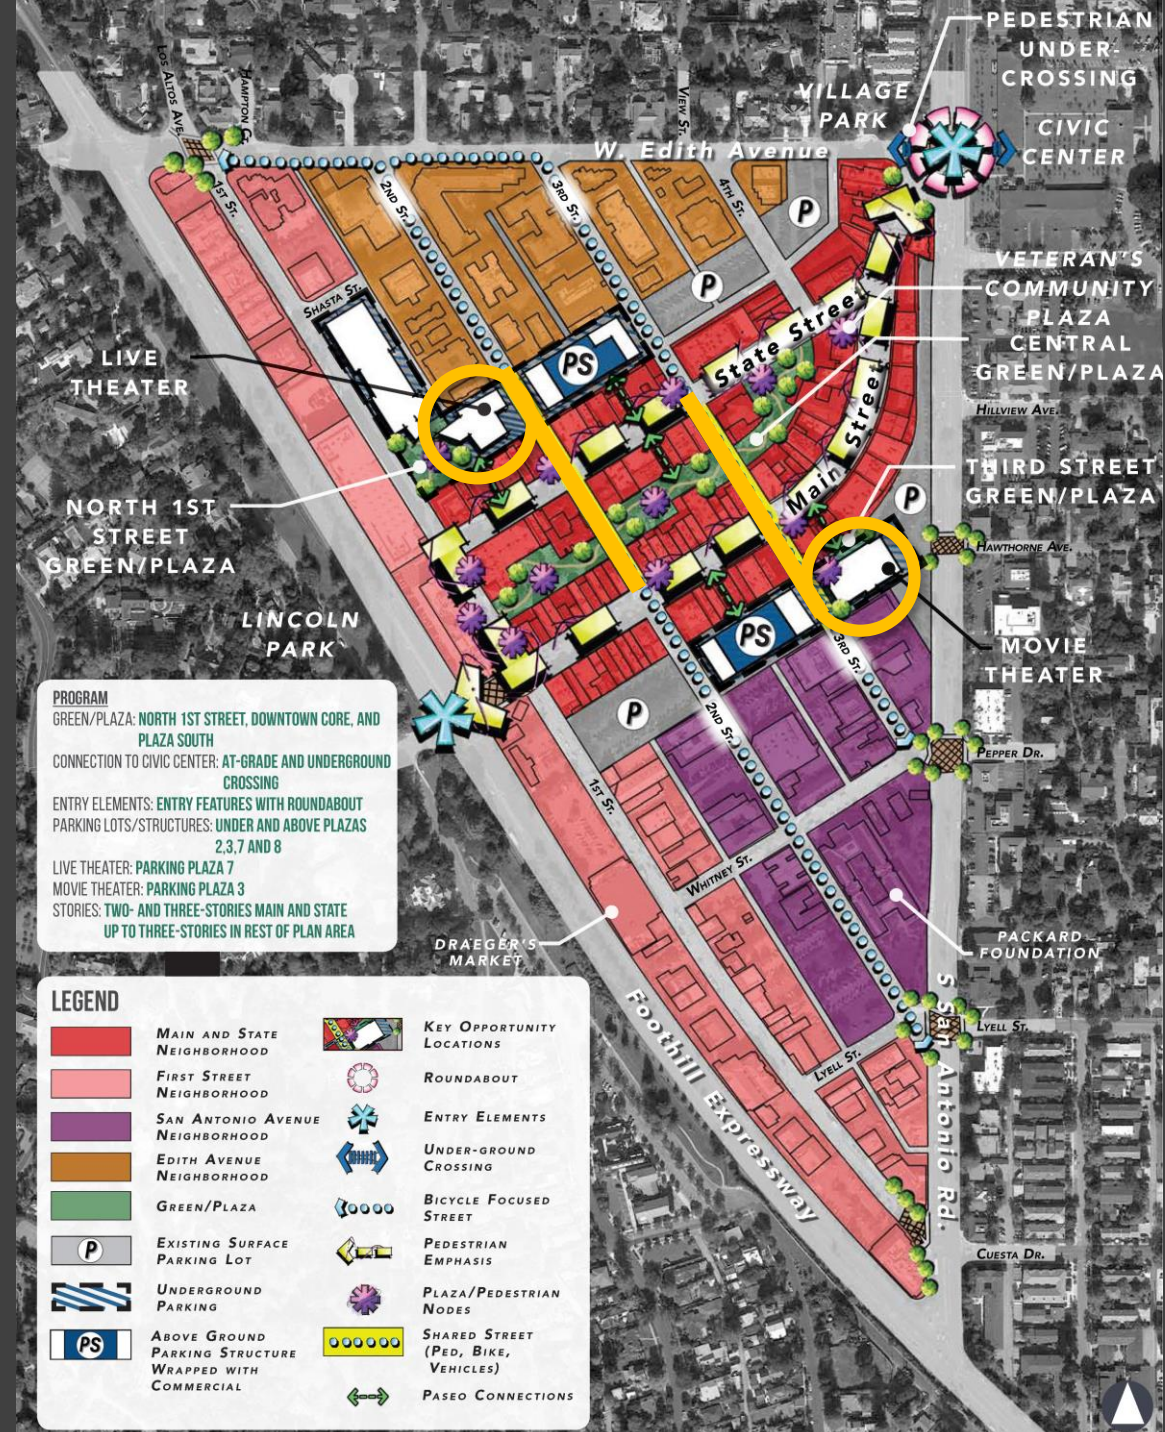 PEDESTRIAN
UNDER-
CROSSING
VILLAGE
PARK
CIVIC
CENTER
LOS ALTOS AVE.
HAMPTON CT.
VIEW ST.
W. Edith Avenue
1ST ST.
2ND ST.
3RD ST.
4TH ST.
P
P
VETERAN'S
COMMUNITY
PLAZA
CENTRAL
GREEN/PLAZA
SHASTA ST.
State Street
LIVE
THEATER
PS
HILLVIEW AVE.
Main Street
THIRD STREET
GREEN/PLAZA
P
NORTH 1ST
STREET
GREEN/PLAZA
HAWTHORNE AVE.
LINCOLN
PARK
PS
MOVIE
THEATER
3RD ST.
P
2ND ST.
PEPPER DR.
1ST ST.
WHITNEY ST.
DRAEGER'S
MARKET
PACKARD
FOUNDATION
Foothill Expressway
S San Antonio Rd.
LYELL ST.
LYELL ST.
CUESTA DR.
PROGRAM
GREEN/PLAZA: NORTH 1ST STREET, DOWNTOWN CORE, AND
PLAZA SOUTH
CONNECTION TO CIVIC CENTER: AT-GRADE AND UNDERGROUND
CROSSING
ENTRY ELEMENTS: ENTRY FEATURES WITH ROUNDABOUT
PARKING LOTS/STRUCTURES: UNDER AND ABOVE PLAZAS
2,3,7 AND 8
LIVE THEATER: PARKING PLAZA 7
MOVIE THEATER: PARKING PLAZA 3
STORIES: TWO- AND THREE-STORIES MAIN AND STATE
UP TO THREE-STORIES IN REST OF PLAN AREA
LEGEND
MAIN AND STATE
NEIGHBORHOOD
FIRST STREET
NEIGHBORHOOD
SAN ANTONIO AVENUE
NEIGHBORHOOD
EDITH AVENUE
NEIGHBORHOOD
GREEN/PLAZA
P
EXISTING SURFACE
PARKING LOT
UNDERGROUND
PARKING
PS
ABOVE GROUND
PARKING STRUCTURE
WRAPPED WITH
COMMERCIAL
KEY OPPORTUNITY
LOCATIONS
ROUNDABOUT
ENTRY ELEMENTS
UNDER-GROUND
CROSSING
BICYCLE FOCUSED
STREET
PEDESTRIAN
EMPHASIS
PLAZA/PEDESTRIAN
NODES
SHARED STREET
(PED, BIKE,
VEHICLES)
PASEO CONNECTIONS